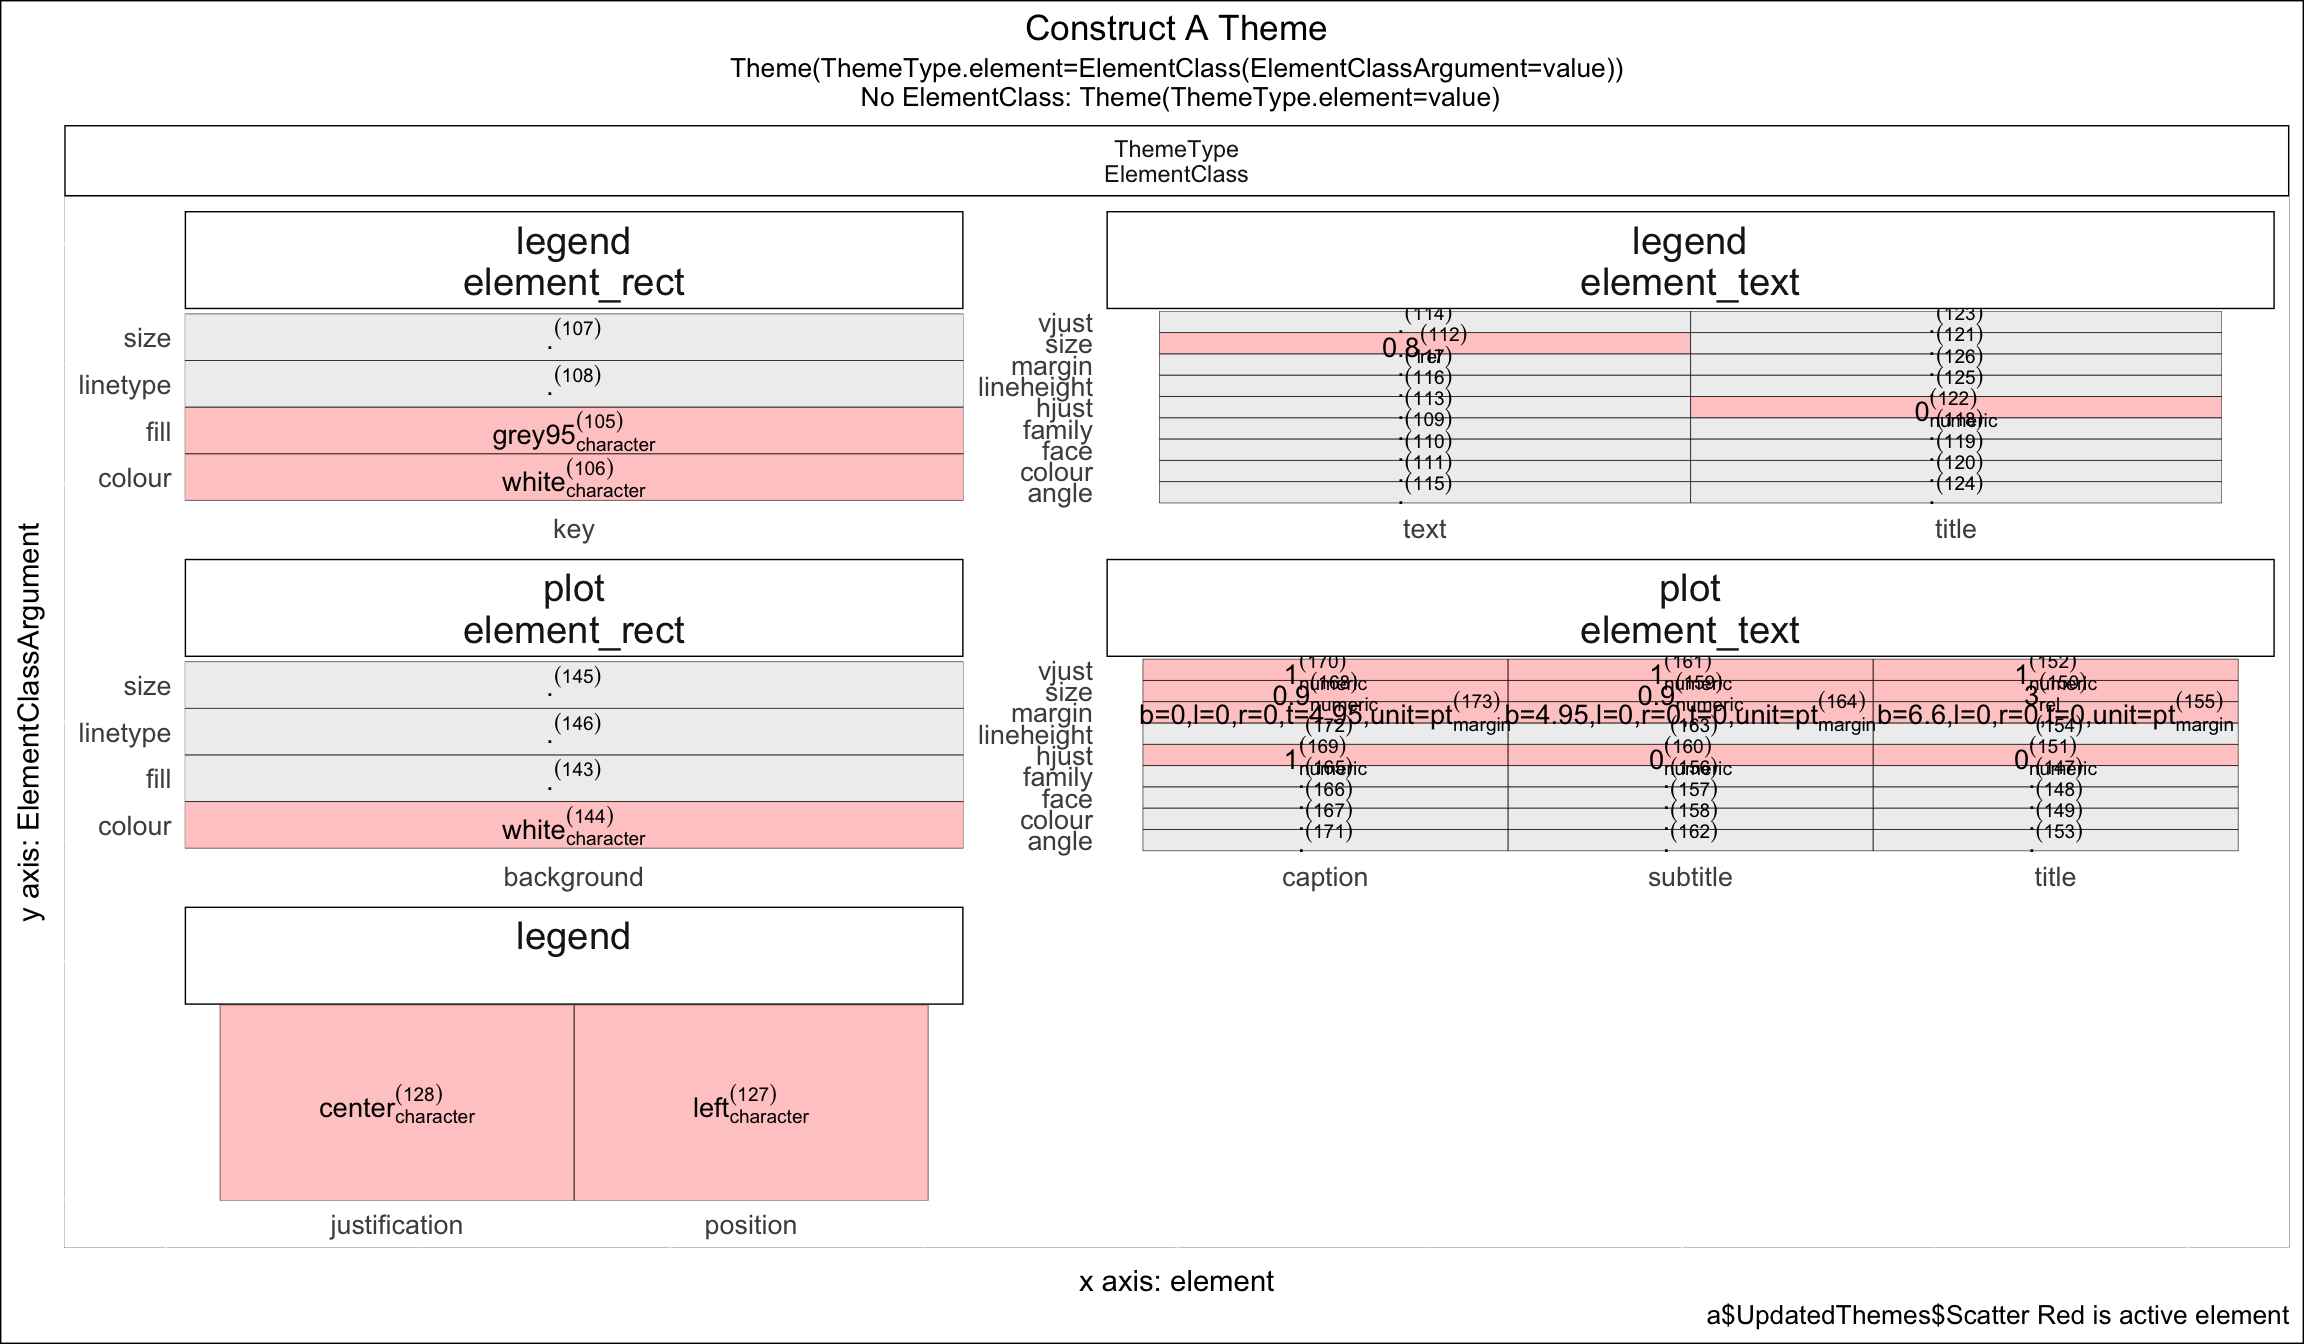 Construct A Theme
Theme(ThemeType.element=ElementClass(ElementClassArgument=value))
No ElementClass: Theme(ThemeType.element=value)
ThemeType
ElementClass
y axis: ElementClassArgument
legend
element_rect
size . (107)
linetype . (108)
fill grey95 (105) character
colour white (106) character
key
legend
element_text
vjust . (114) . (123)
size 0.8 (112) rel . (121)
margin . . (126)
lineheight . (116) . (125)
hjust . (113) 0 (122) numeric
family . (109)
face . (110) . (119)
colour . (111) . (120)
angle . (115) . (124)
text title
plot
element_rect
size . (145)
linetype . (146)
fill . (143)
colour white (144) character
background
plot
element_text
vjust 1 (170) numeric 1 (161) numeric 1 (152) numeric
size 0.9 (168) numeric 0.9 (159) numeric 3 (150) rel
margin b=0,l=0,r=0,t=4.95,unit=pt (173) margin b=4.95,l=0,r=0,t=0,unit=pt (164) margin b=6.6,l=0,r=0,t=0,unit=pt (155) margin
lineheight (172) (163) (154)
hjust 1 (169) numeric 0 (160) numeric 0 (151) numeric
family
face . (166) . (157) . (148)
colour . (167) . (158) . (149)
angle . (171) . (162) . (153)
caption subtitle title
legend
center (128) character left (127) character
justification position
x axis: element
a$UpdatedThemes$Scatter Red is active element